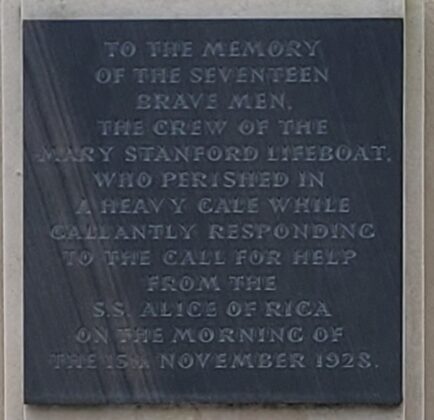 TO THE MEMORY
OF THE SEVENTEEN
BRAVE MEN,
THE CREW OF THE
MARY STANFORD LIFEBOAT,
WHO PERISHED IN
A HEAVY GALE WHILE
GALLANTLY RESPONDING
TO THE CALL FOR HELP
FROM THE
S.S. ALICE OF RIGA
ON THE MORNING OF
THE 15TH NOVEMBER 1928.